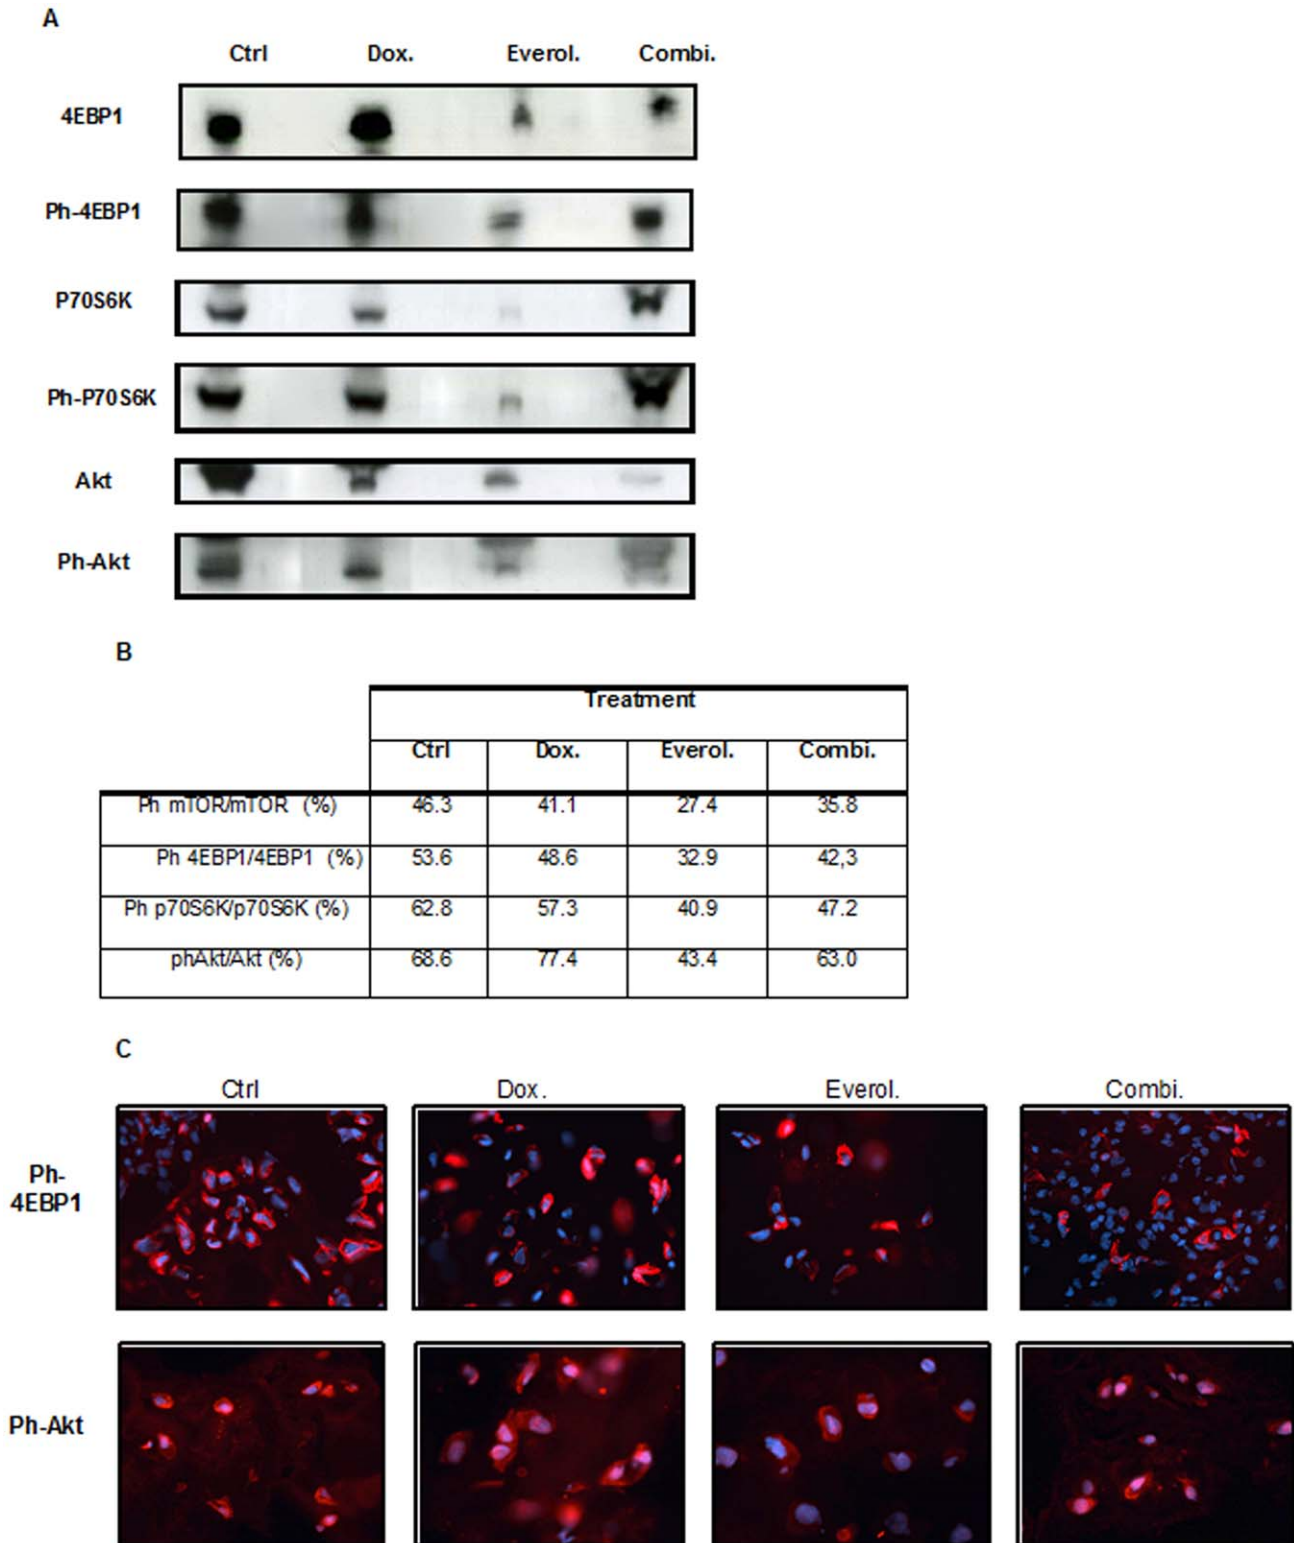 A
Ctrl Dox. Everol. Combi.
4EBP1
Ph-4EBP1
P70S6K
Ph-P70S6K
Akt
Ph-Akt
B
Treatment
Ctrl Dox. Everol. Combi.
Ph mTOR/mTOR (%) 46.3 41.1 27.4 35.8
Ph 4EBP1/4EBP1 (%) 53.6 48.6 32.9 42,3
Ph p70S6K/p70S6K (%) 62.8 57.3 40.9 47.2
phAkt/Akt (%) 68.6 77.4 43.4 63.0
C
Ctrl Dox. Everol. Combi.
Ph-
4EBP1
Ph-Akt